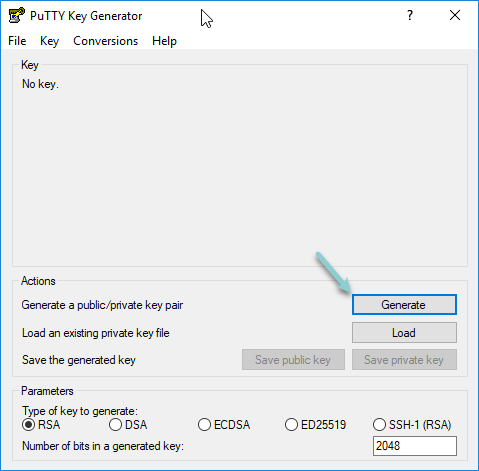 PuTTY Key Generator ?
File Key Conversions Help
Key
No key.
Actions
Generate a public/private key pair Generate
Load an existing private key file Load
Save the generated key Save public key Save private key
Parameters
Type of key to generate:
RSA DSA ECDSA ED25519 SSH-1 (RSA)
Number of bits in a generated key: 2048